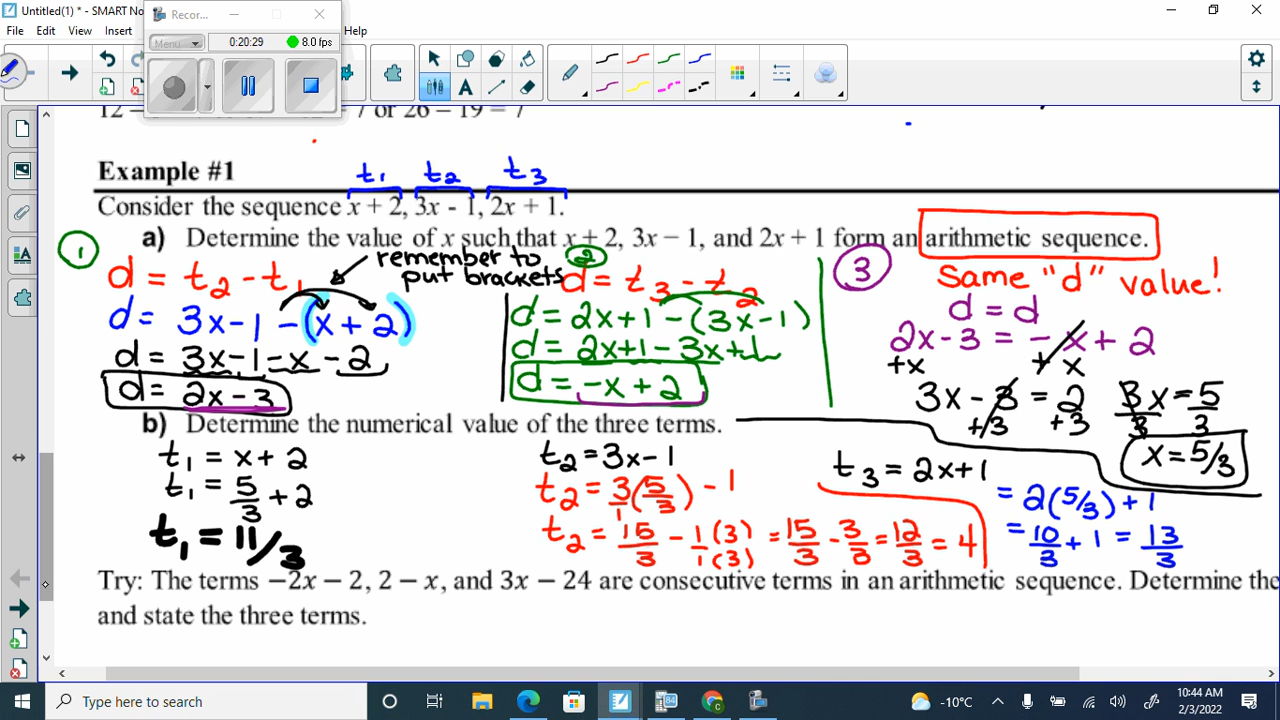 Untitled(1) * - SMART No
Recor...
File Edit View Insert Help
Menu 0:20:29 8.0 fps
7 or 26 − 19 = 7
Example #1 t1 t2 t3
Consider the sequence x + 2, 3x - 1, 2x + 1.
a) Determine the value of x such that x + 2, 3x − 1, and 2x + 1 form an arithmetic sequence.
1
remember to put brackets
d = t2 - t1
d = 3x-1 -(x+2)
d = 3x-1-x-2
d = 2x-3
2
d = t3 - t2
d = 2x+1-(3x-1)
d = 2x+1-3x+1
d = -x+2
3
Same "d" value!
d = d
2x-3 = -x+2
+x +x
3x-3 = 2
+3 +3
3x = 5
3 3
x = 5/3
b) Determine the numerical value of the three terms.
t1 = x+2
t1 = 5/3 + 2
t1 = 11/3
t2 = 3x-1
t2 = 3/1(5/3) - 1
t2 = 15/3 - 1(3)/1(3) = 15/3 - 3/3 = 12/3 = 4
t3 = 2x+1
= 2(5/3)+1
= 10/3 + 1 = 13/3
Try: The terms −2x − 2, 2 − x, and 3x − 24 are consecutive terms in an arithmetic sequence. Determine the
and state the three terms.
Type here to search
-10°C
10:44 AM
2/3/2022